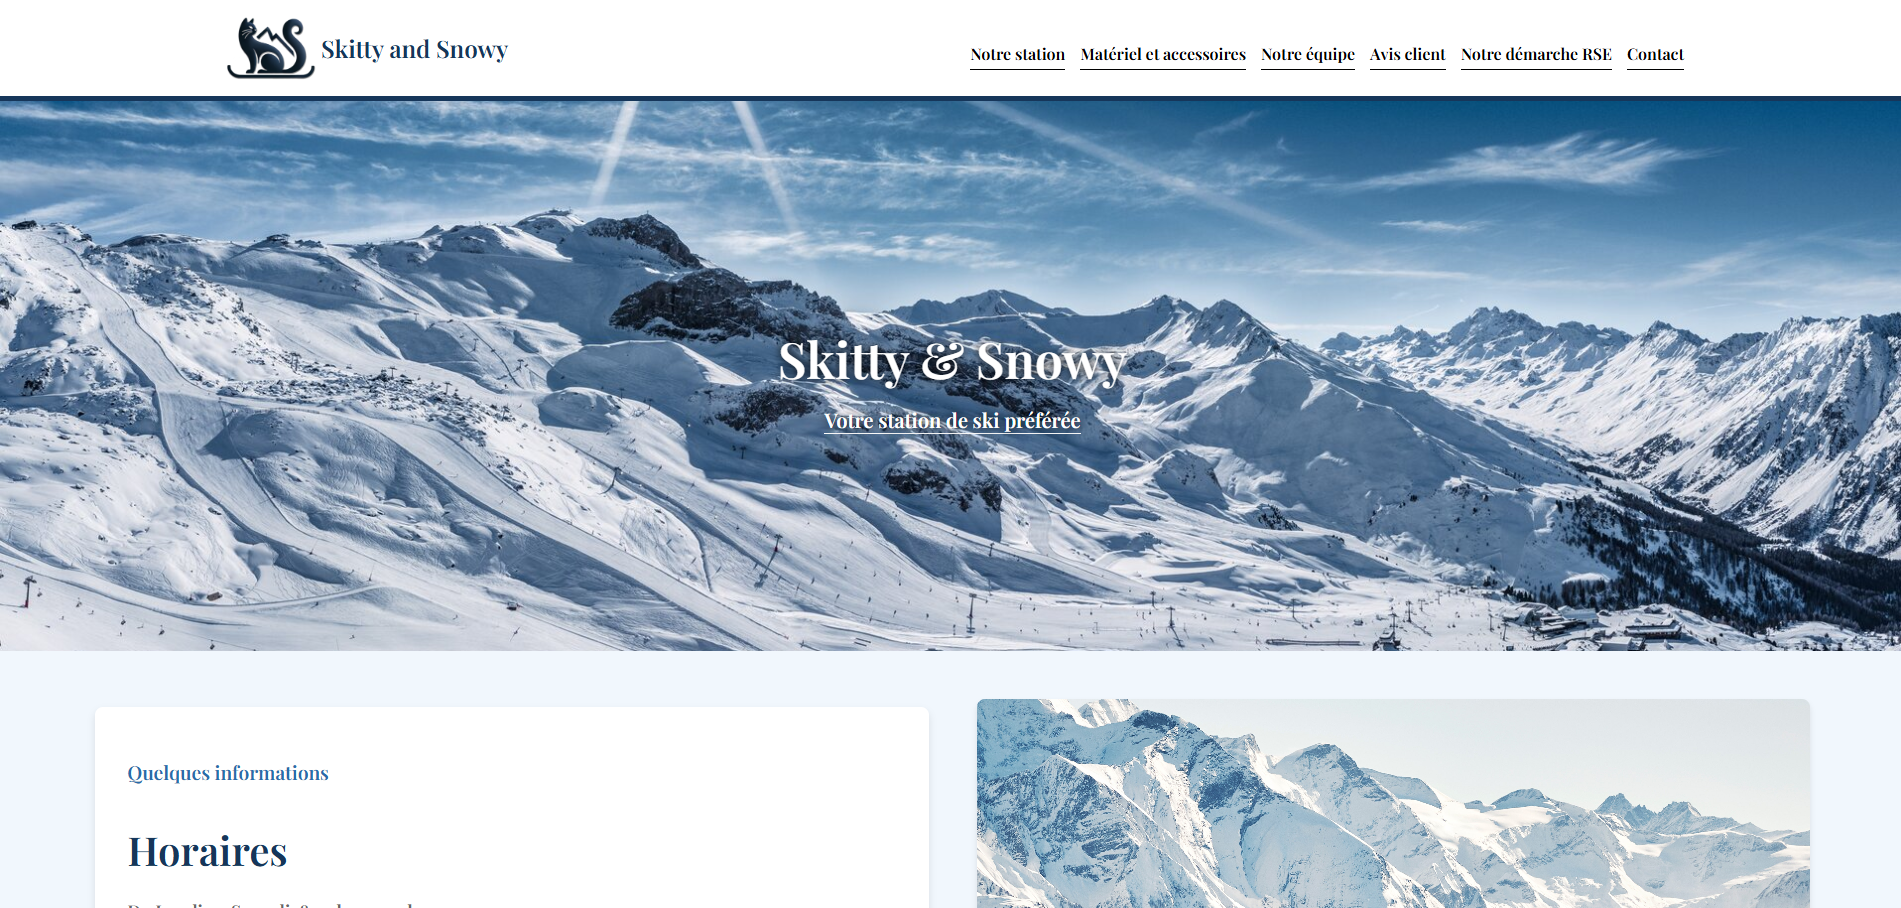 Skitty and Snowy
Notre station Matériel et accessoires Notre équipe Avis client Notre démarche RSE Contact
Skitty & Snowy
Votre station de ski préférée
Quelques informations
Horaires